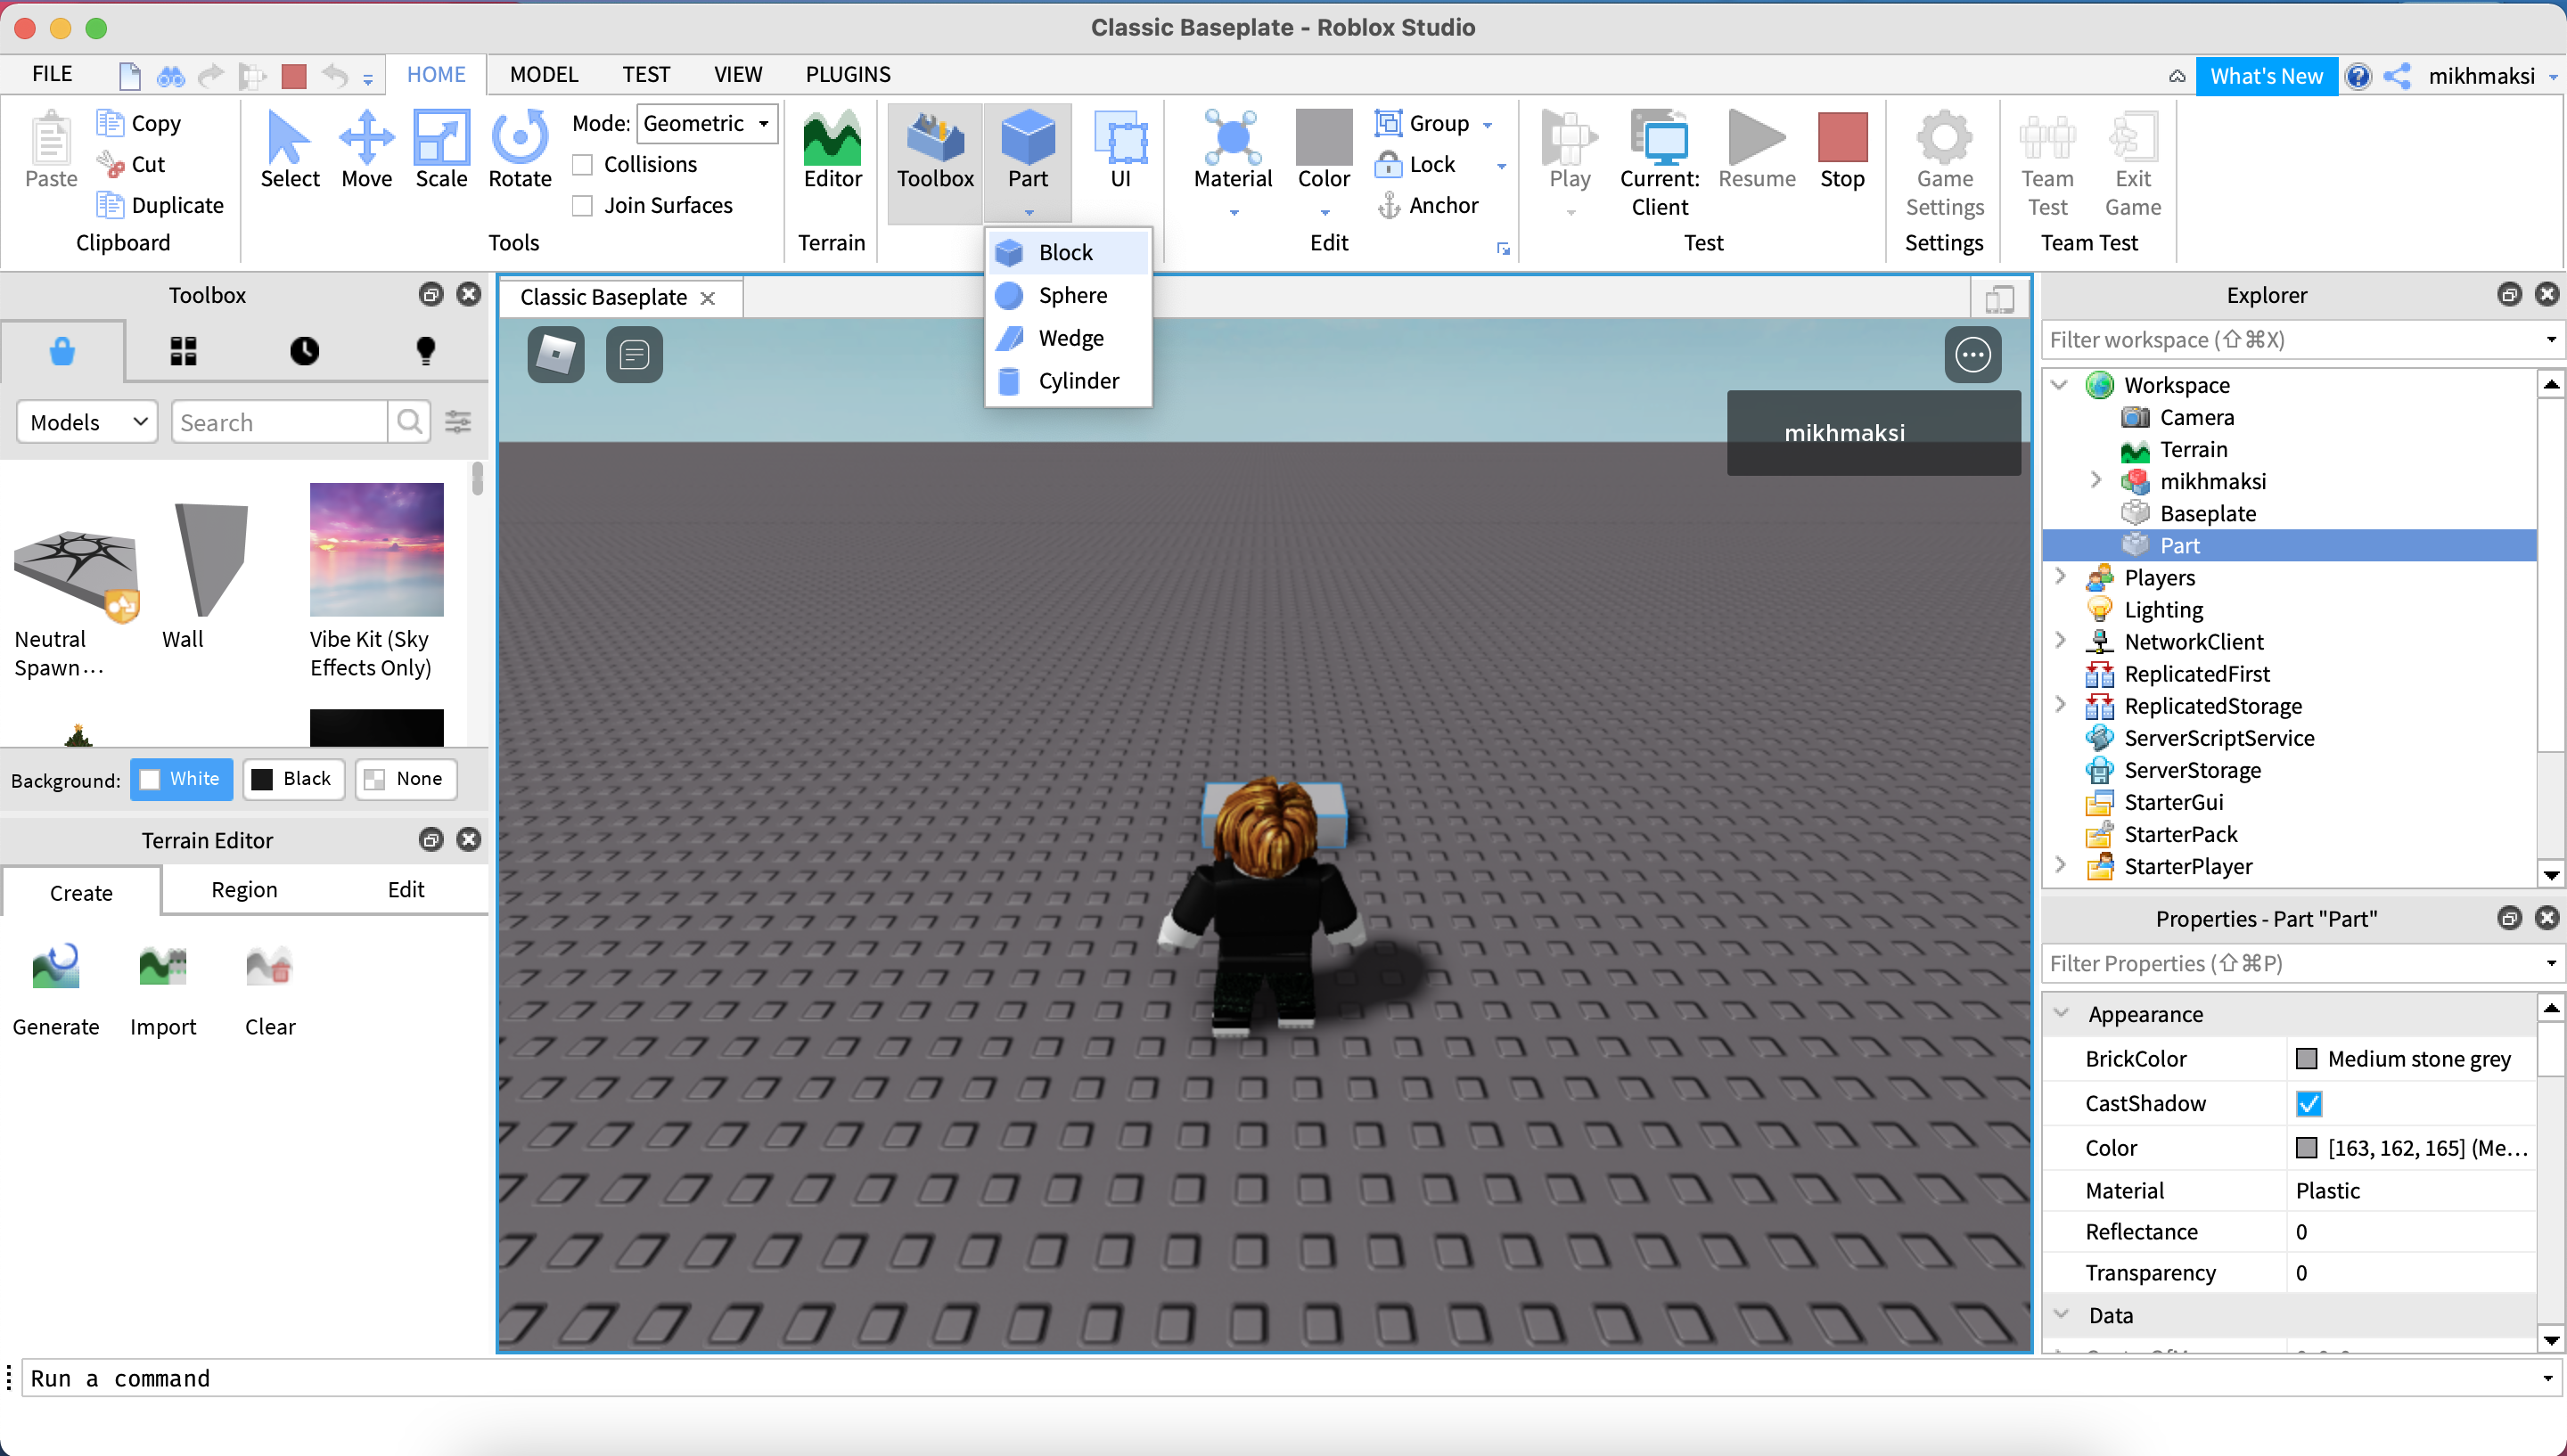 Classic Baseplate - Roblox Studio
FILE HOME MODEL TEST VIEW PLUGINS What's New mikhmaksi
Paste
Copy
Cut
Duplicate
Clipboard
Select Move Scale Rotate
Mode: Geometric
Collisions
Join Surfaces
Tools
Editor
Terrain
Toolbox Part UI
Block
Sphere
Wedge
Cylinder
Material Color
Group
Lock
Anchor
Edit
Play Current: Client Resume Stop
Test
Game Settings
Settings
Team Test Exit Game
Team Test
Toolbox
Models Search
Neutral Spawn...
Wall
Vibe Kit (Sky Effects Only)
Background: White Black None
Terrain Editor
Create Region Edit
Generate Import Clear
Classic Baseplate
mikhmaksi
Explorer
Filter workspace (⇧⌘X)
Workspace
Camera
Terrain
mikhmaksi
Baseplate
Part
Players
Lighting
NetworkClient
ReplicatedFirst
ReplicatedStorage
ServerScriptService
ServerStorage
StarterGui
StarterPack
StarterPlayer
Properties - Part "Part"
Filter Properties (⇧⌘P)
Appearance
BrickColor Medium stone grey
CastShadow
Color [163, 162, 165] (Me...
Material Plastic
Reflectance 0
Transparency 0
Data
Run a command